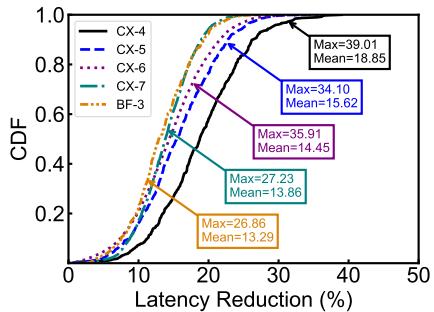 CDF
1.0
0.8
0.6
0.4
0.2
CX-4
CX-5
CX-6
CX-7
BF-3
Max=39.01
Mean=18.85
Max=34.10
Mean=15.62
Max=35.91
Mean=14.45
Max=27.23
Mean=13.86
Max=26.86
Mean=13.29
0 10 20 30 40 50
Latency Reduction (%)